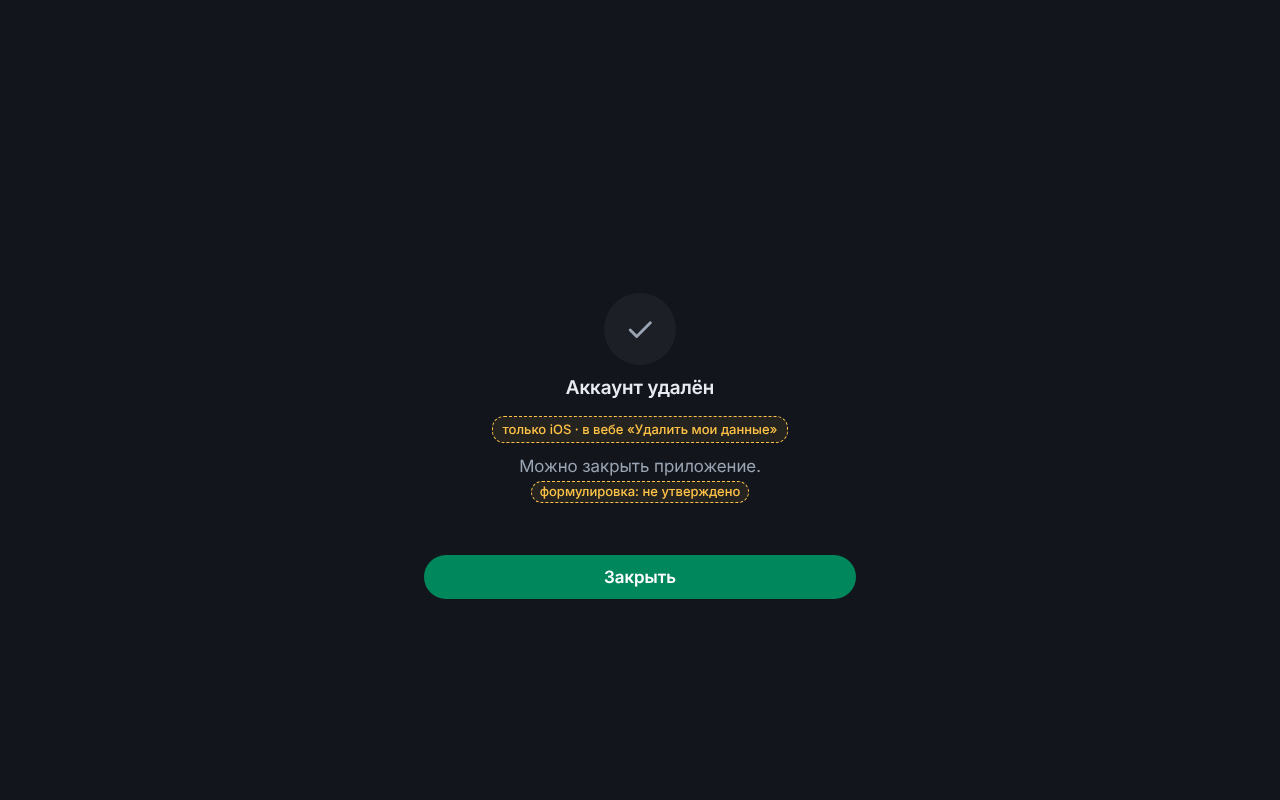 Аккаунт удалён
только iOS · в вебе «Удалить мои данные»
Можно закрыть приложение.
формулировка: не утверждено
Закрыть